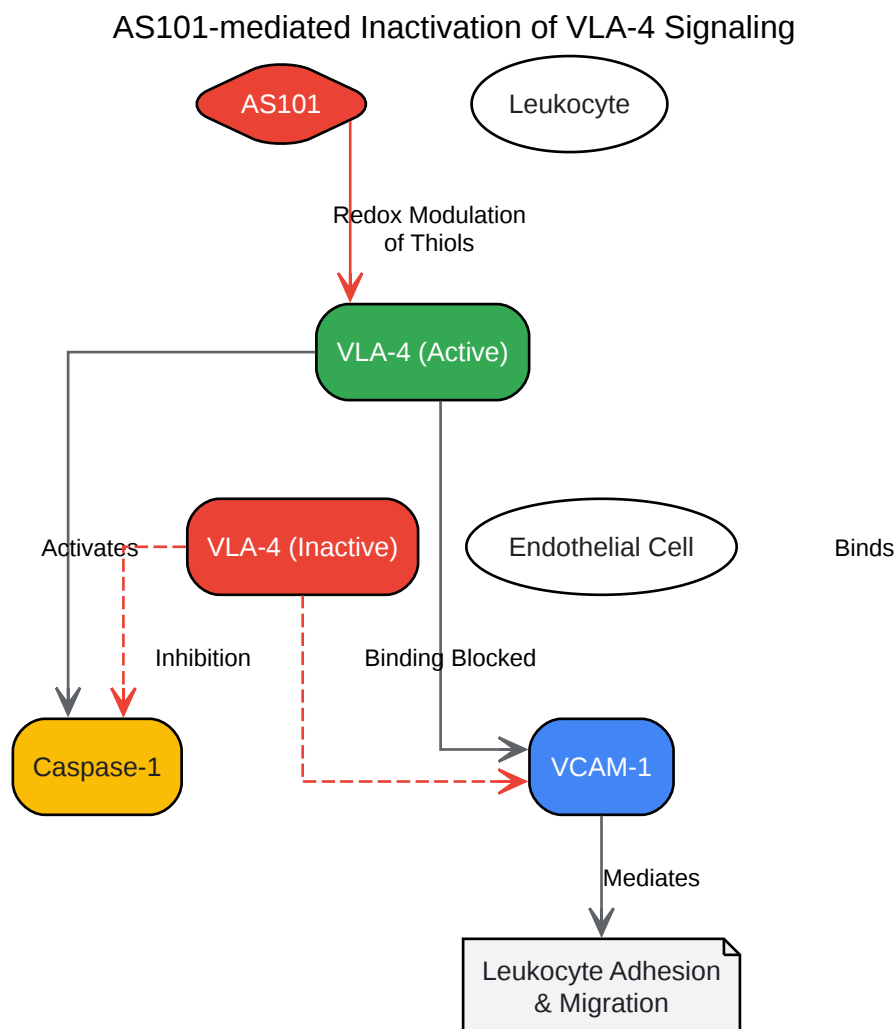 AS101-mediated Inactivation of VLA-4 Signaling
AS101
Leukocyte
Redox Modulation
of Thiols
VLA-4 (Active)
Activates
VLA-4 (Inactive)
Endothelial Cell
Binds
Inhibition
Binding Blocked
Caspase-1
VCAM-1
Mediates
Leukocyte Adhesion
& Migration